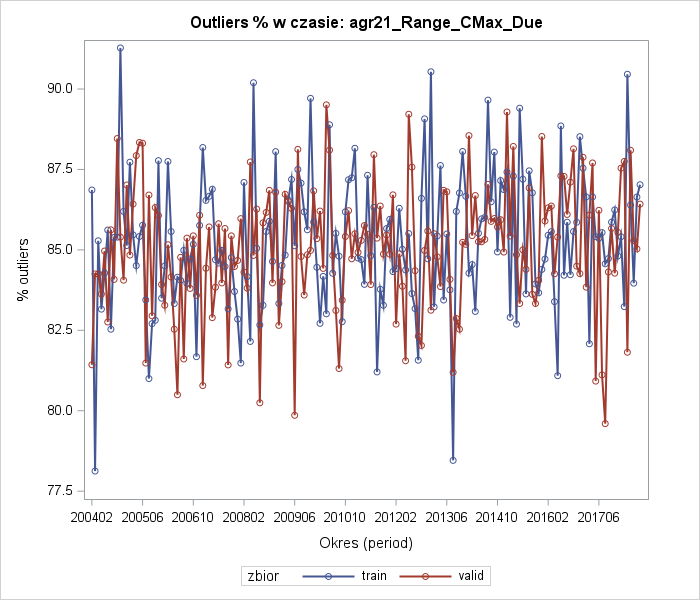 Outliers % w czasie: agr21_Range_CMax_Due
% outliers
90.0
87.5
85.0
82.5
80.0
77.5
200402 200506 200610 200802 200906 201010 201202 201306 201410 201602 201706
Okres (period)
zbior train valid